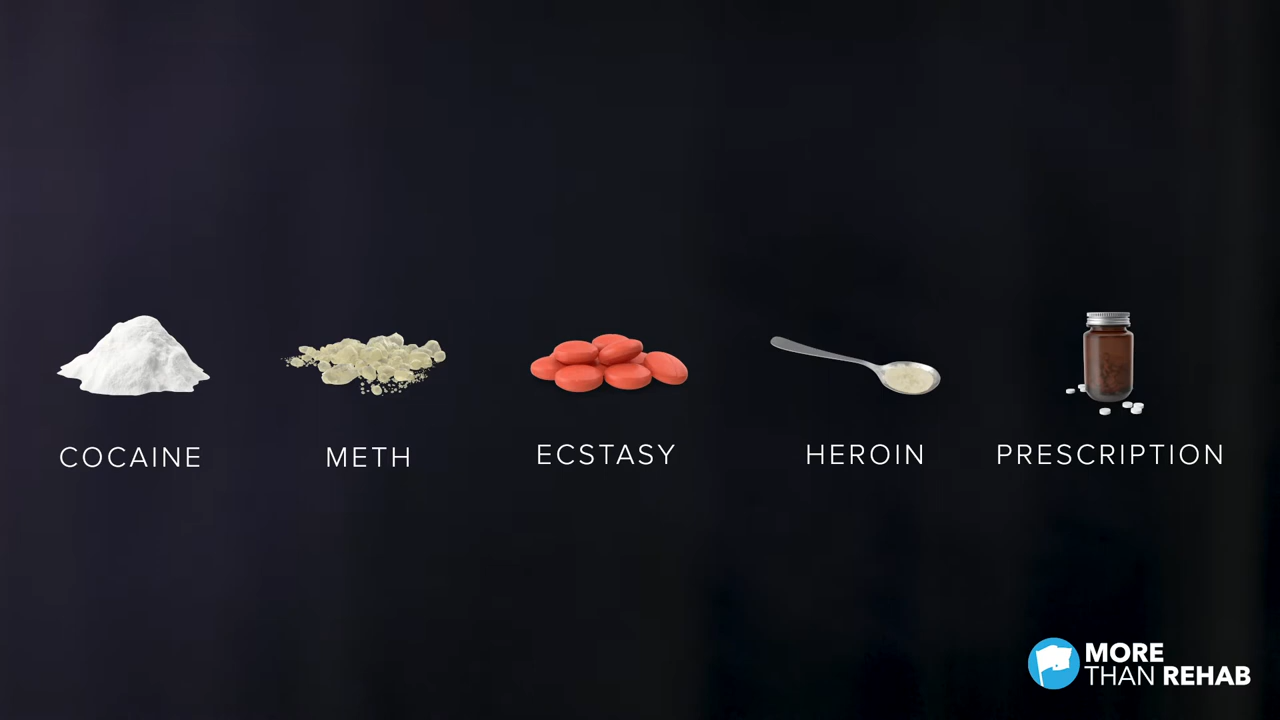 COCAINE
METH
ECSTASY
HEROIN
PRESCRIPTION
MORE
THAN REHAB